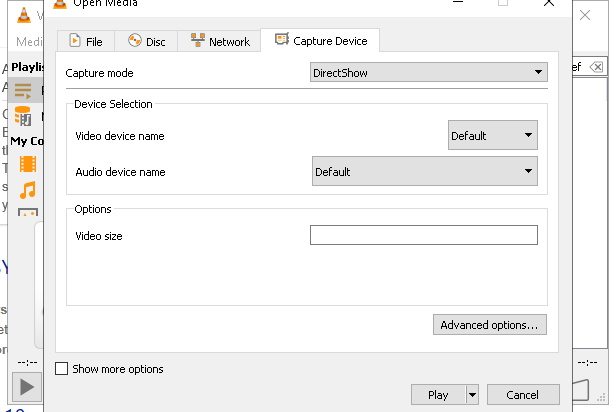 Open Media
File
Disc
Network
Capture Device
Medi
Playlis
ef
Capture mode
DirectShow
Device Selection
Video device name
Default
My Co
Audio device name
Default
Options
Video size
Advanced options...
--:--
--:--
Show more options
Play
Cancel